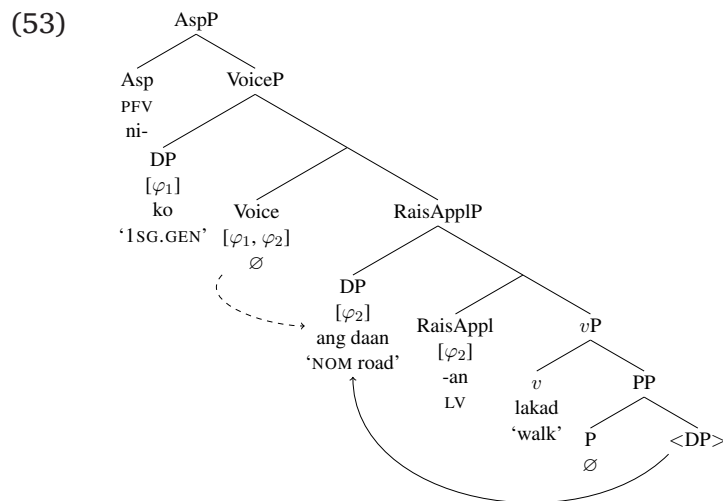 (53)
AspP
Asp
PFV
ni-
VoiceP
DP
[φ₁]
ko
‘1SG.GEN’
Voice
[φ₁, φ₂]
∅
RaisApplP
DP
[φ₂]
ang daan
‘NOM road’
RaisAppl
[φ₂]
-an
LV
vP
v
lakad
‘walk’
PP
P
∅
<DP>